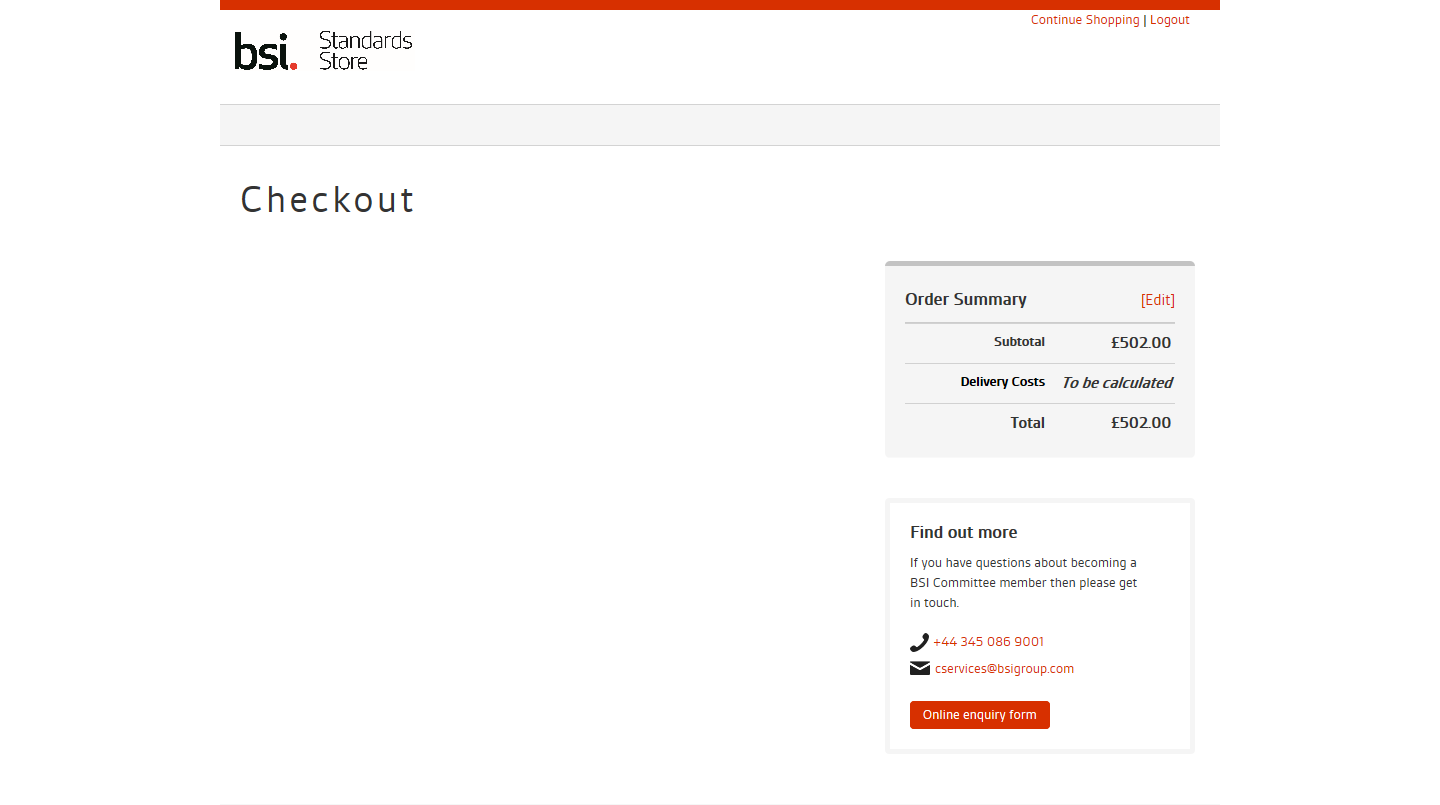 Continue Shopping | Logout
bsi. Standards
Store
Checkout
Order Summary [Edit]
Subtotal £502.00
Delivery Costs To be calculated
Total £502.00
Find out more
If you have questions about becoming a
BSI Committee member then please get
in touch.
+44 345 086 9001
cservices@bsigroup.com
Online enquiry form